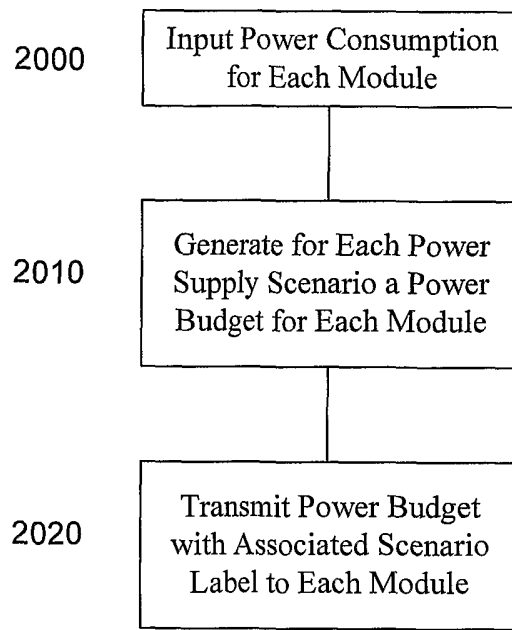 2000
Input Power Consumption
for Each Module
2010
Generate for Each Power
Supply Scenario a Power
Budget for Each Module
2020
Transmit Power Budget
with Associated Scenario
Label to Each Module